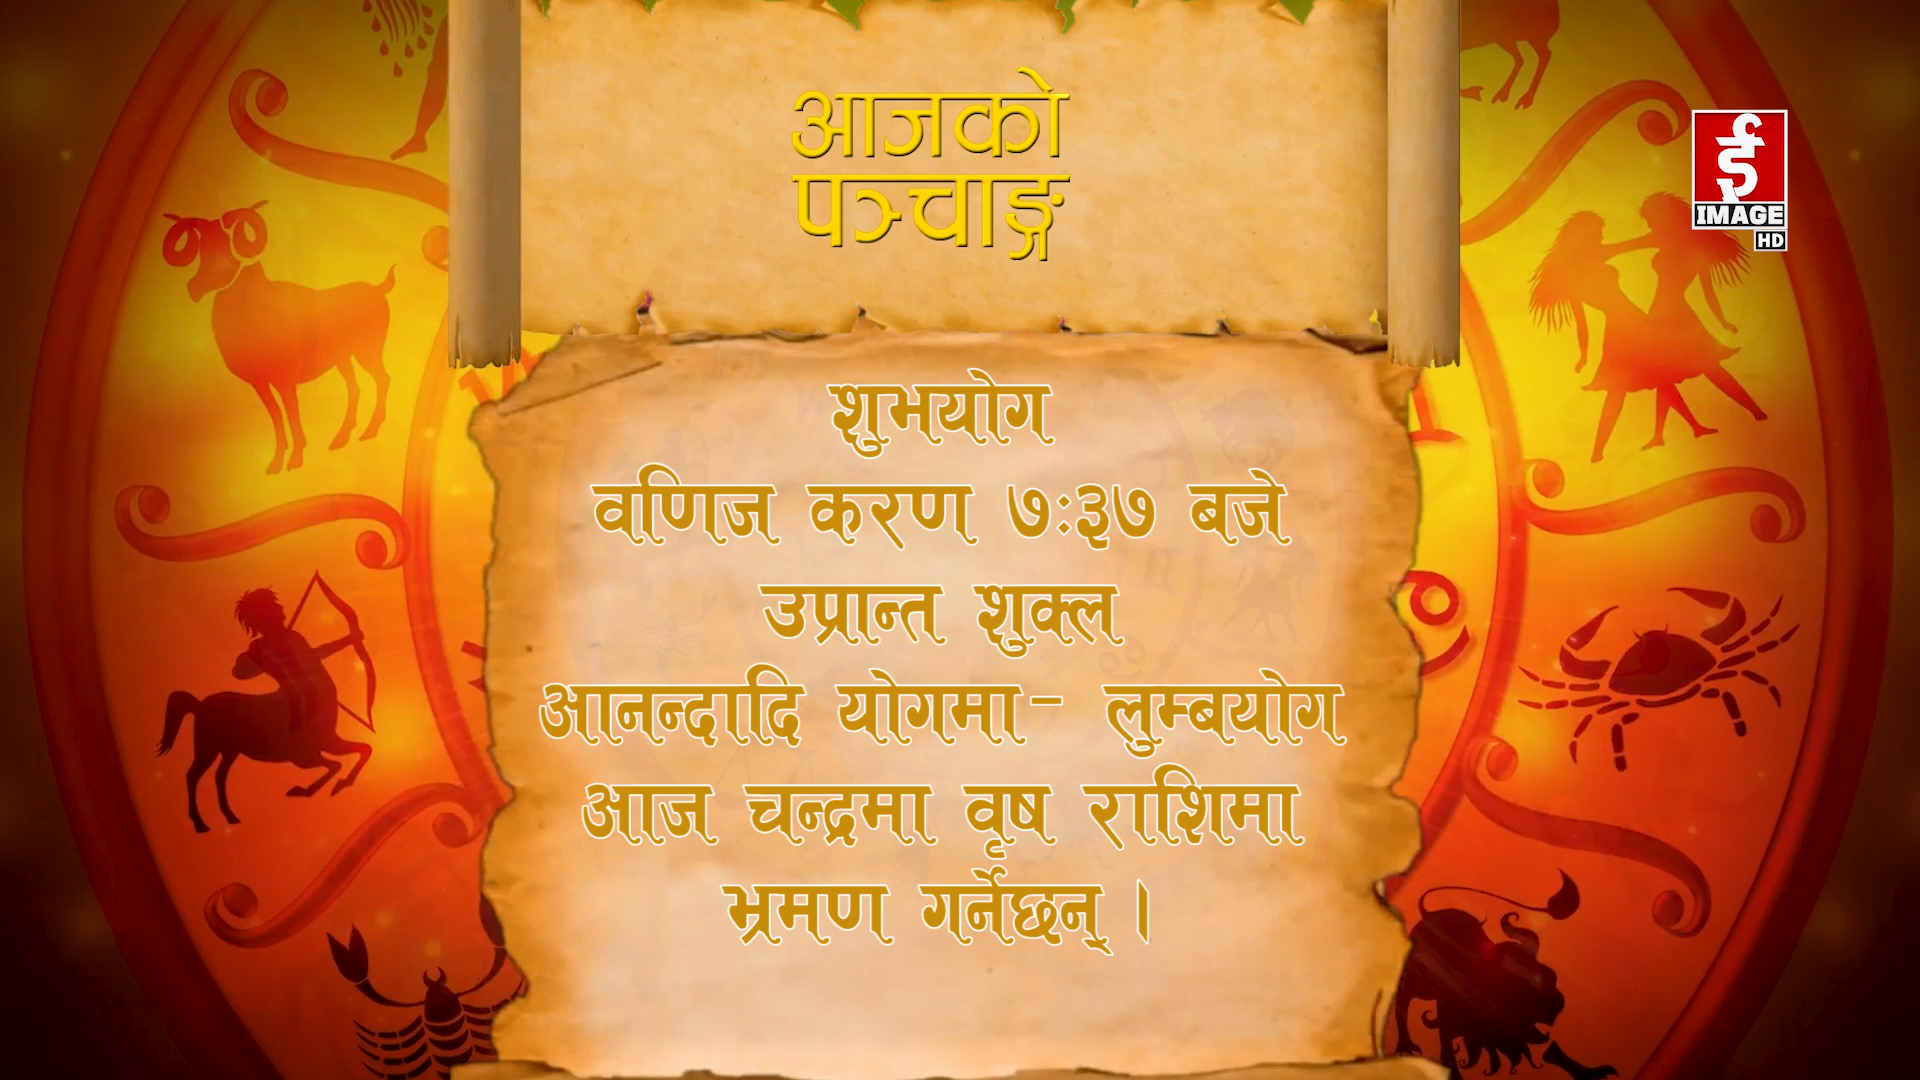 आजको
पञ्चाङ्ग
IMAGE
HD
शुभयोग
वणिज करण ७:३७ बजे
उप्रान्त शुक्ल
आनन्दादि योगमा- लुम्बयोग
आज चन्द्रमा वृष राशिमा
भ्रमण गर्नेछन् ।